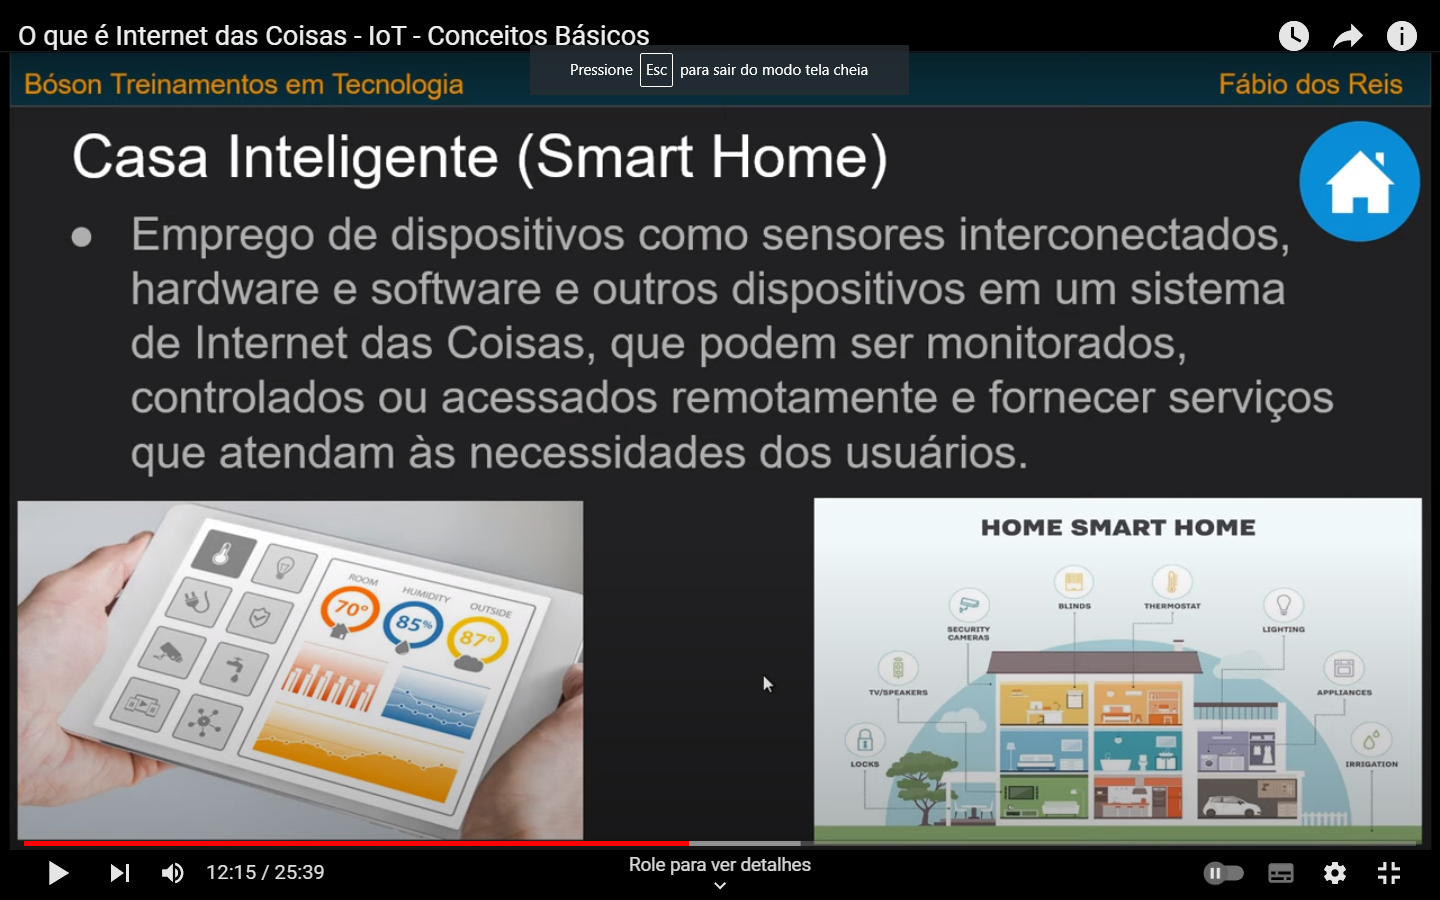 O que é Internet das Coisas - IoT - Conceitos Básicos
Pressione Esc para sair do modo tela cheia
Bóson Treinamentos em Tecnologia
Fábio dos Reis
Casa Inteligente (Smart Home)
● Emprego de dispositivos como sensores interconectados,
hardware e software e outros dispositivos em um sistema
de Internet das Coisas, que podem ser monitorados,
controlados ou acessados remotamente e fornecer serviços
que atendam às necessidades dos usuários.
ROOM
HUMIDITY
OUTSIDE
70°
85%
87°
HOME SMART HOME
BLINDS
THERMOSTAT
SECURITY
CAMERAS
LIGHTING
TV/SPEAKERS
APPLIANCES
LOCKS
IRRIGATION
12:15 / 25:39
Role para ver detalhes